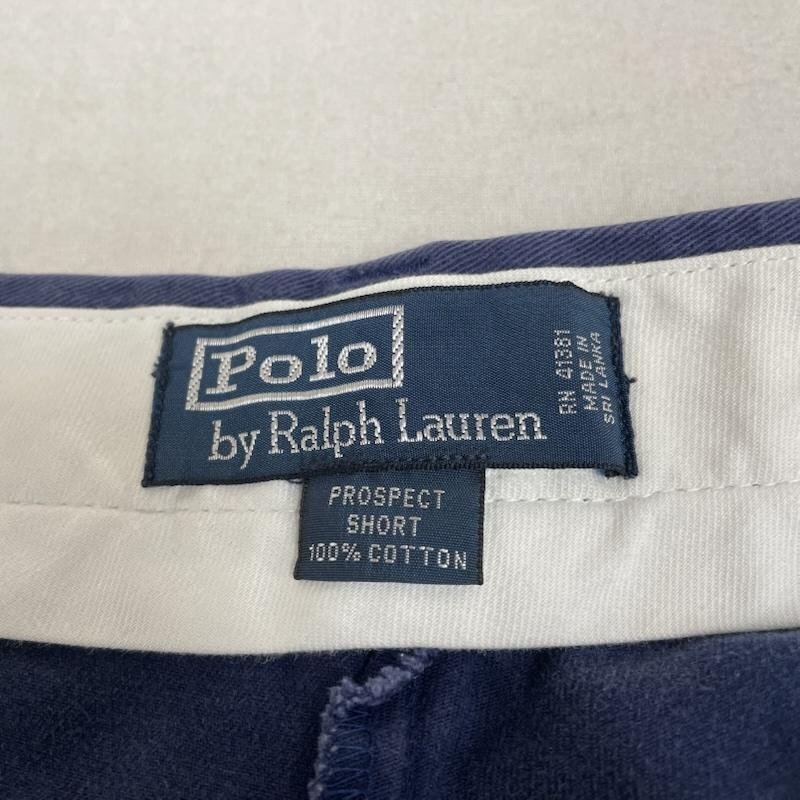 Polo
by Ralph Lauren
RN 41381
MADE IN
SRI LANKA
PROSPECT
SHORT
100% COTTON